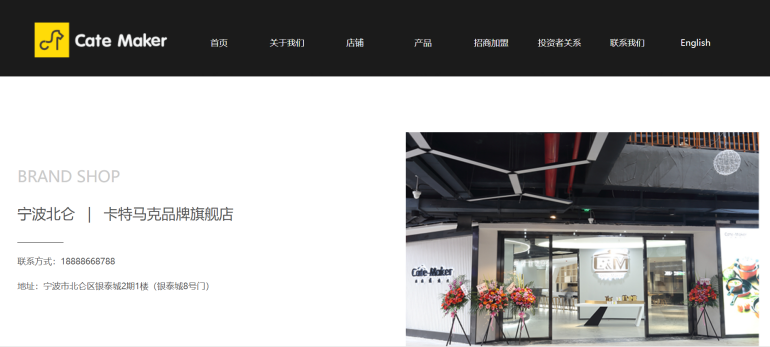 Cate Maker
首页 关于我们 店铺 产品 招商加盟 投资者关系 联系我们 English
BRAND SHOP
宁波北仑 | 卡特马克品牌旗舰店
联系方式：18888668788
地址：宁波市北仑区银泰城2期1楼（银泰城8号门）
Cate·Maker